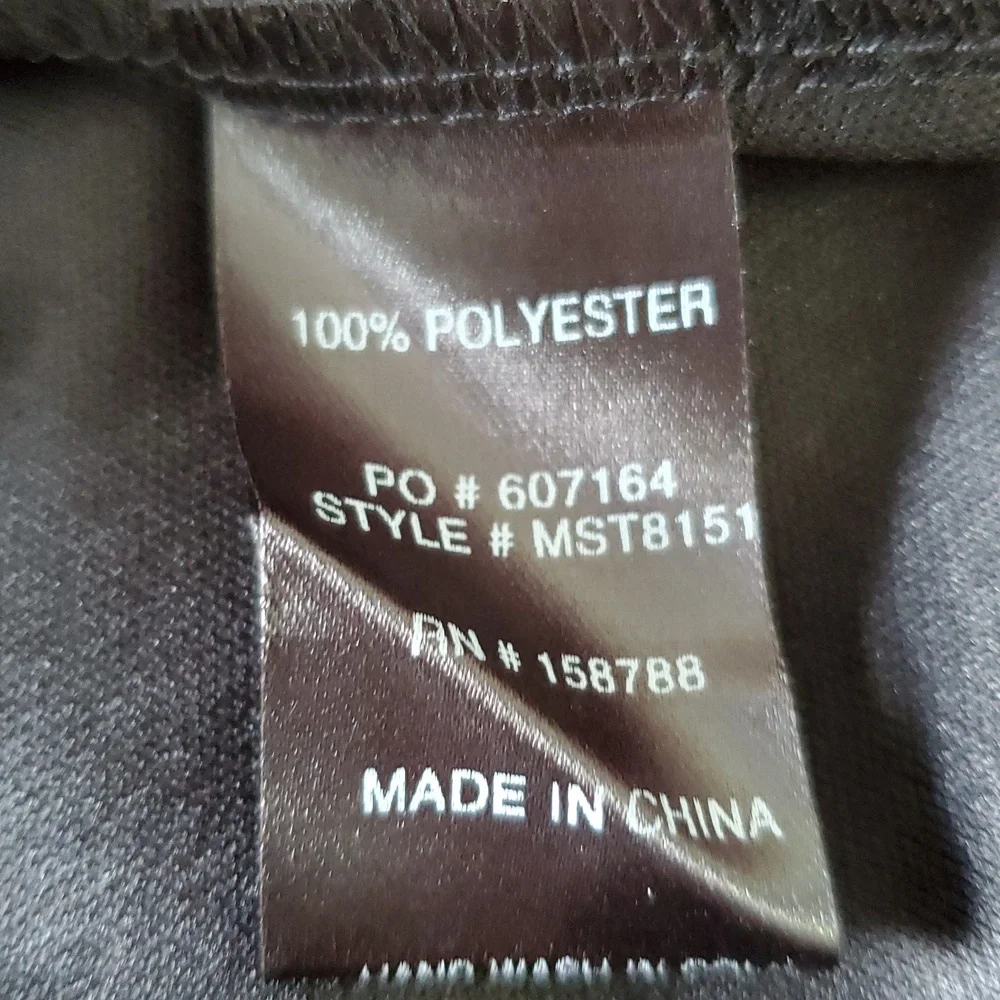 100% POLYESTER
PO # 607164
STYLE # MST8151
RN # 158788
MADE IN CHINA